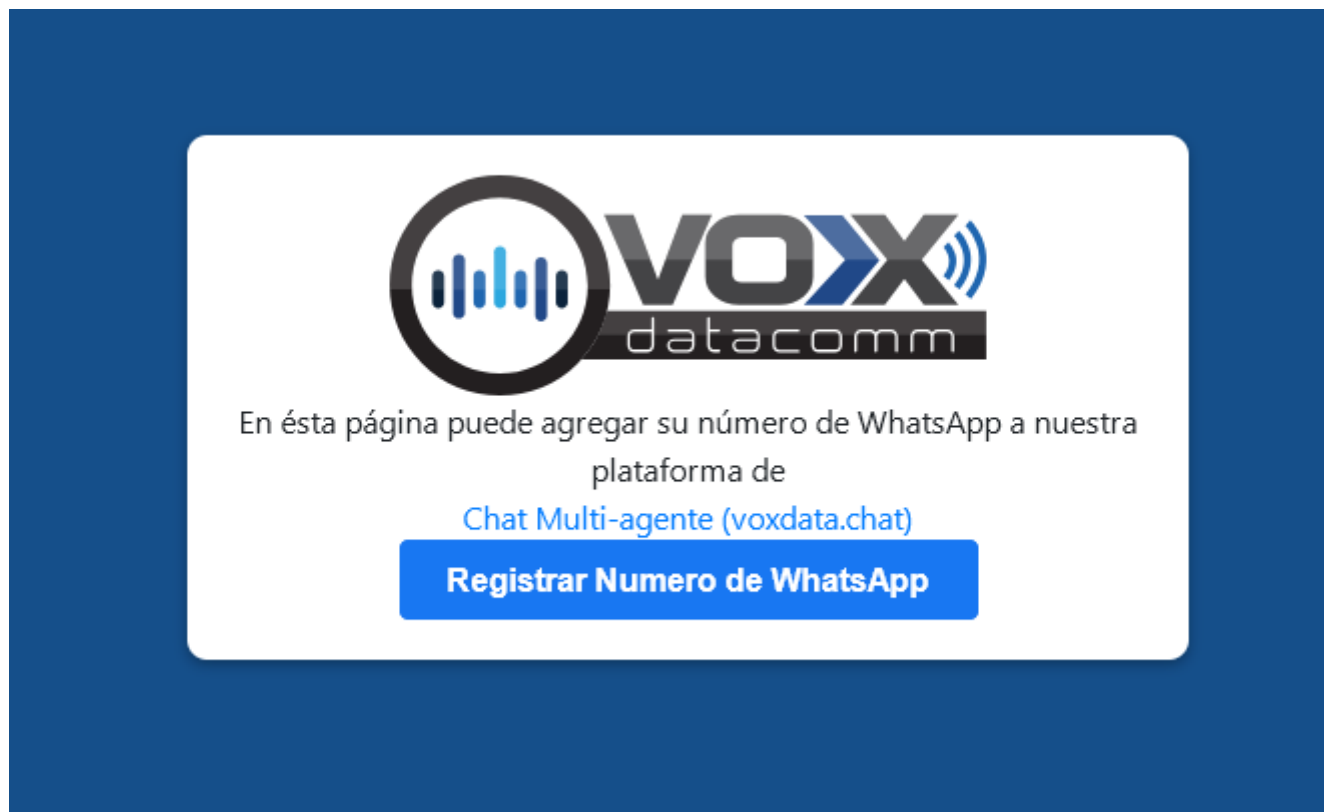 VOXX
datacomm
En ésta página puede agregar su número de WhatsApp a nuestra
plataforma de
Chat Multi-agente (voxdata.chat)
Registrar Numero de WhatsApp